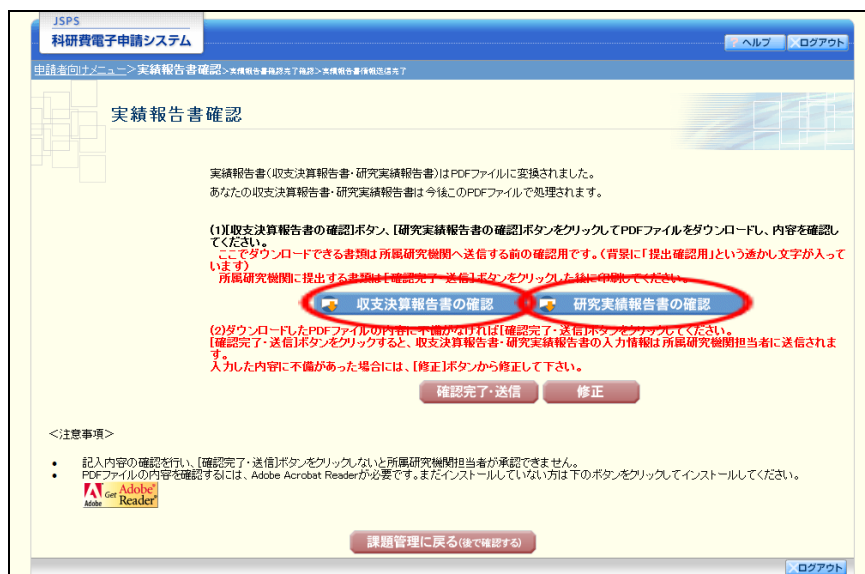 JSPS
科研費電子申請システム
? ヘルプ ×ログアウト
申請者向けメニュー>実績報告書確認>実績報告書確認完了確認>実績報告書情報送信完了
実績報告書確認
実績報告書(収支決算報告書・研究実績報告書)はPDFファイルに変換されました。
あなたの収支決算報告書・研究実績報告書は今後このPDFファイルで処理されます。
(1)[収支決算報告書の確認]ボタン、[研究実績報告書の確認]ボタンをクリックしてPDFファイルをダウンロードし、内容を確認し
てください。
ここでダウンロードできる書類は所属研究機関へ送信する前の確認用です。(背景に「提出確認用」という透かし文字が入って
います)
所属研究機関に提出する書類は[確認完了・送信]ボタンをクリックした後に印刷してください。
収支決算報告書の確認 研究実績報告書の確認
(2)ダウンロードしたPDFファイルの内容に不備がなければ[確認完了・送信]ボタンをクリックしてください。
[確認完了・送信]ボタンをクリックすると、収支決算報告書・研究実績報告書の入力情報は所属研究機関担当者に送信されま
す。
入力した内容に不備があった場合には、[修正]ボタンから修正して下さい。
確認完了・送信 修正
<注意事項>
• 記入内容の確認を行い、[確認完了・送信]ボタンをクリックしないと所属研究機関担当者が承認できません。
• PDFファイルの内容を確認するには、Adobe Acrobat Readerが必要です。まだインストールしていない方は下のボタンをクリックしてインストールしてください。
Adobe Get Adobe® Reader®
課題管理に戻る(後で確認する)
×ログアウト